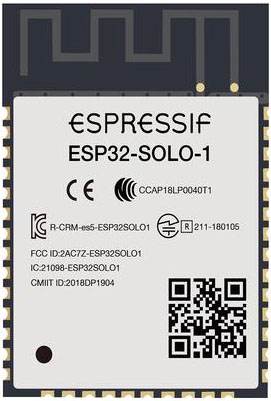 ESPRESSIF
ESP32-SOLO-1
CE CCAP18LP0040T1
R-CRM-es5-ESP32SOLO1 R 211-180105
FCC ID:2AC7Z-ESP32SOLO1
IC:21098-ESP32SOLO1
CMIIT ID:2018DP1904